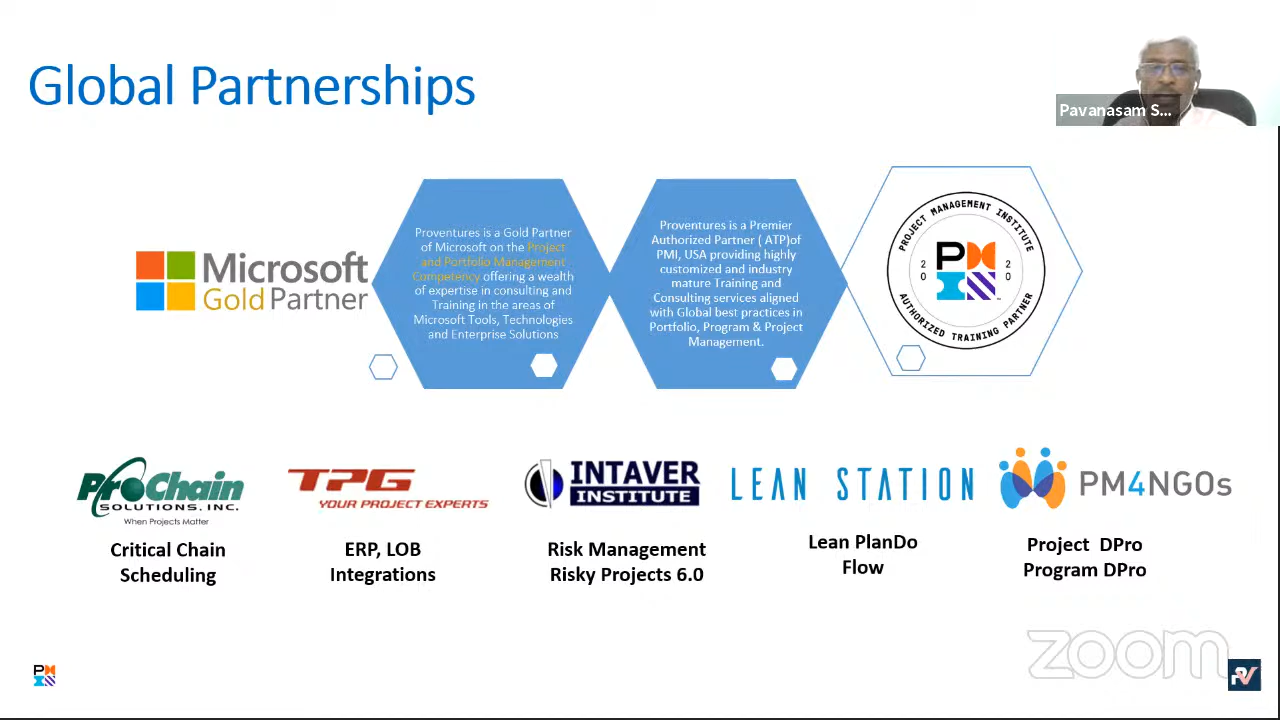 Global Partnerships
Pavanasam S...
Microsoft
Gold Partner
Proventures is a Gold Partner
of Microsoft on the Project
and Portfolio Management
Competency offering a wealth
of expertise in consulting and
Training in the areas of
Microsoft Tools, Technologies
and Enterprise Solutions
Proventures is a Premier
Authorized Partner ( ATP)of
PMI, USA providing highly
customized and industry
mature Training and
Consulting services aligned
with Global best practices in
Portfolio, Program & Project
Management.
PROJECT MANAGEMENT INSTITUTE
20 20
PMI
AUTHORIZED TRAINING PARTNER
ProChain
SOLUTIONS, INC.
When Projects Matter
Critical Chain
Scheduling
TPG
YOUR PROJECT EXPERTS
ERP, LOB
Integrations
INTAVER
INSTITUTE
Risk Management
Risky Projects 6.0
LEAN STATION
Lean PlanDo
Flow
PM4NGOs
Project DPro
Program DPro
PMI
zoom
PV